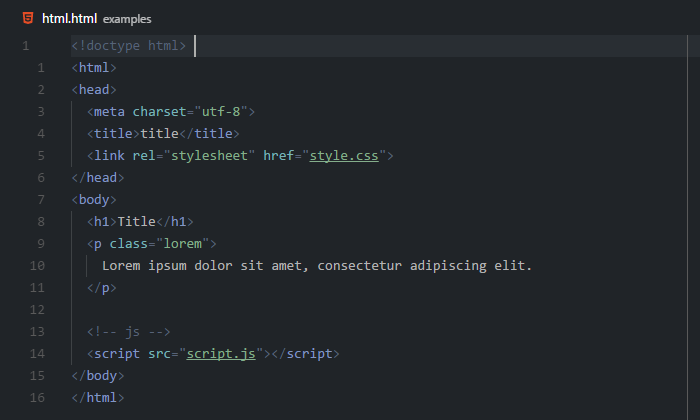 html.html examples
1 <!doctype html>
1 <html>
2 <head>
3 <meta charset="utf-8">
4 <title>title</title>
5 <link rel="stylesheet" href="style.css">
6 </head>
7 <body>
8 <h1>Title</h1>
9 <p class="lorem">
10 Lorem ipsum dolor sit amet, consectetur adipiscing elit.
11 </p>
12
13 <!-- js -->
14 <script src="script.js"></script>
15 </body>
16 </html>